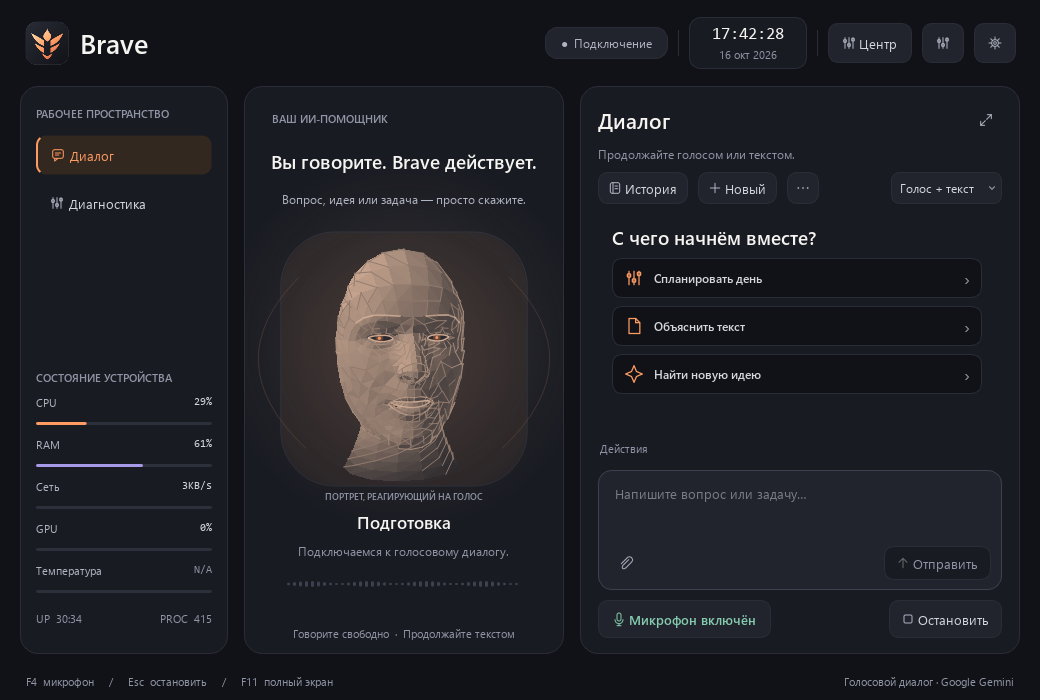 Brave
● Подключение
17:42:28
16 окт 2026
Центр
РАБОЧЕЕ ПРОСТРАНСТВО
Диалог
Диагностика
СОСТОЯНИЕ УСТРОЙСТВА
CPU 29%
RAM 61%
Сеть 3KB/s
GPU 0%
Температура N/A
UP 30:34 PROC 415
ВАШ ИИ-ПОМОЩНИК
Вы говорите. Brave действует.
Вопрос, идея или задача — просто скажите.
ПОРТРЕТ, РЕАГИРУЮЩИЙ НА ГОЛОС
Подготовка
Подключаемся к голосовому диалогу.
Говорите свободно · Продолжайте текстом
Диалог
Продолжайте голосом или текстом.
История
Новый
···
Голос + текст
С чего начнём вместе?
Спланировать день
Объяснить текст
Найти новую идею
Действия
Напишите вопрос или задачу…
Отправить
Микрофон включён
Остановить
F4 микрофон / Esc остановить / F11 полный экран
Голосовой диалог · Google Gemini